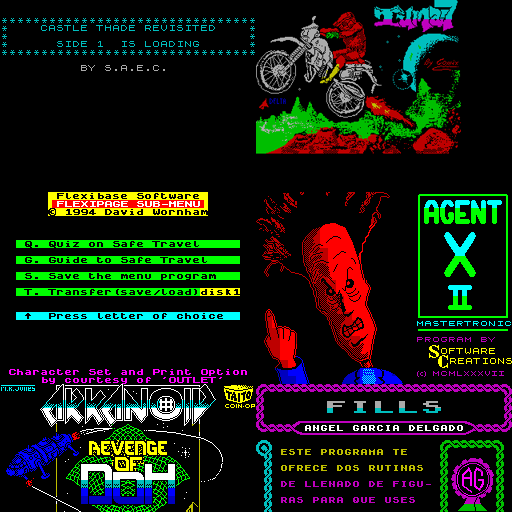 CASTLE THADE REVISITED
SIDE 1 IS LOADING
BY S.A.E.C.
Flexibase Software
FLEXIPAGE SUB-MENU
© 1994 David Wornham
Q. Quiz on Safe Travel
G. Guide to Safe Travel
S. Save the menu program
T. Transfer(save/load)disk1
↑ Press letter of choice
Character Set and Print Option
by courtesy of 'OUTLET'
AGENT
X
II
MASTERTRONIC
PROGRAM BY
SOFTWARE
CREATIONS
(C) MCMLXXXVII
M.K.JONES
ARKANOID
TAITO
COIN-OP
REVENGE
OF
DOH
FILLS
ANGEL GARCIA DELGADO
ESTE PROGRAMA TE
OFRECE DOS RUTINAS
DE LLENADO DE FIGU-
RAS PARA QUE USES
AG